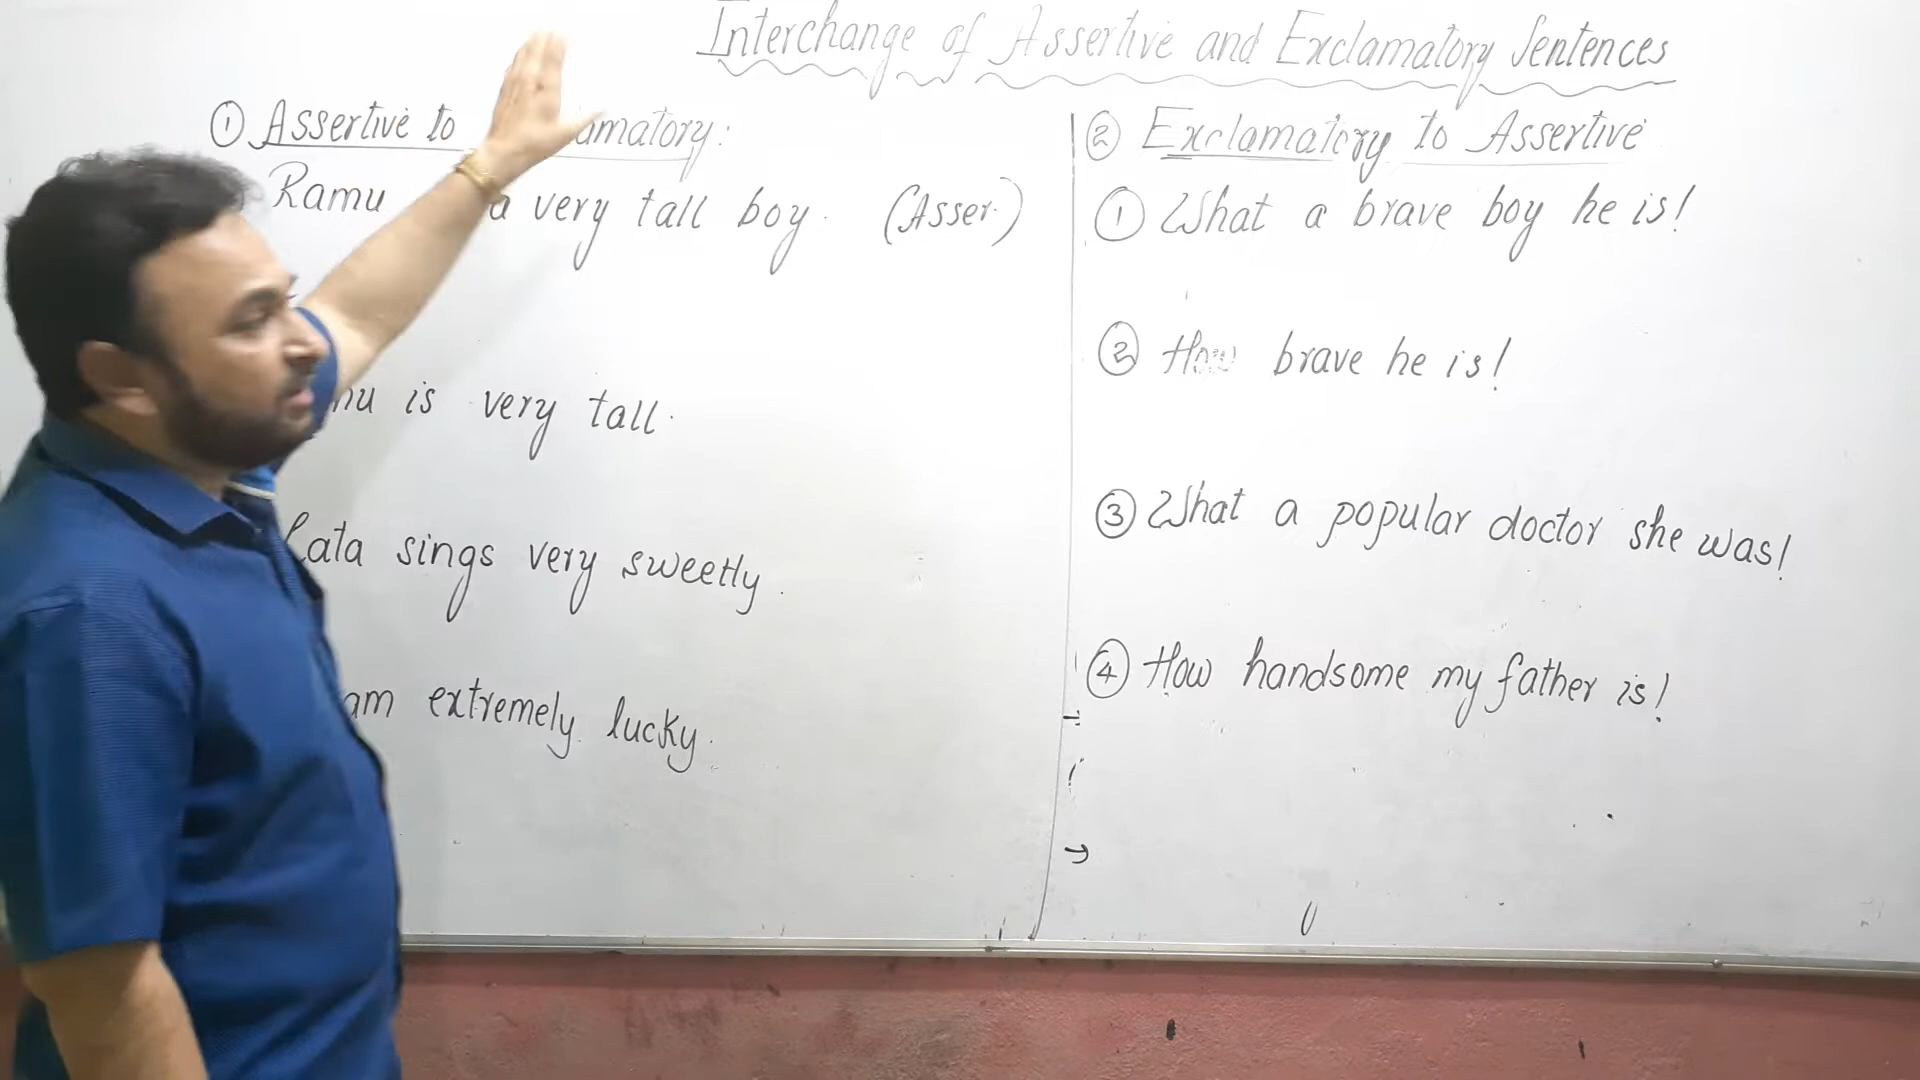 Interchange of Assertive and Exclamatory Sentences
① Assertive to amatory:
Ramu a very tall boy. (Asser.)
is very tall.
Lata sings very sweetly.
am extremely lucky.
② Exclamatory to Assertive
① What a brave boy he is!
② How brave he is!
③ What a popular doctor she was!
④ How handsome my father is!